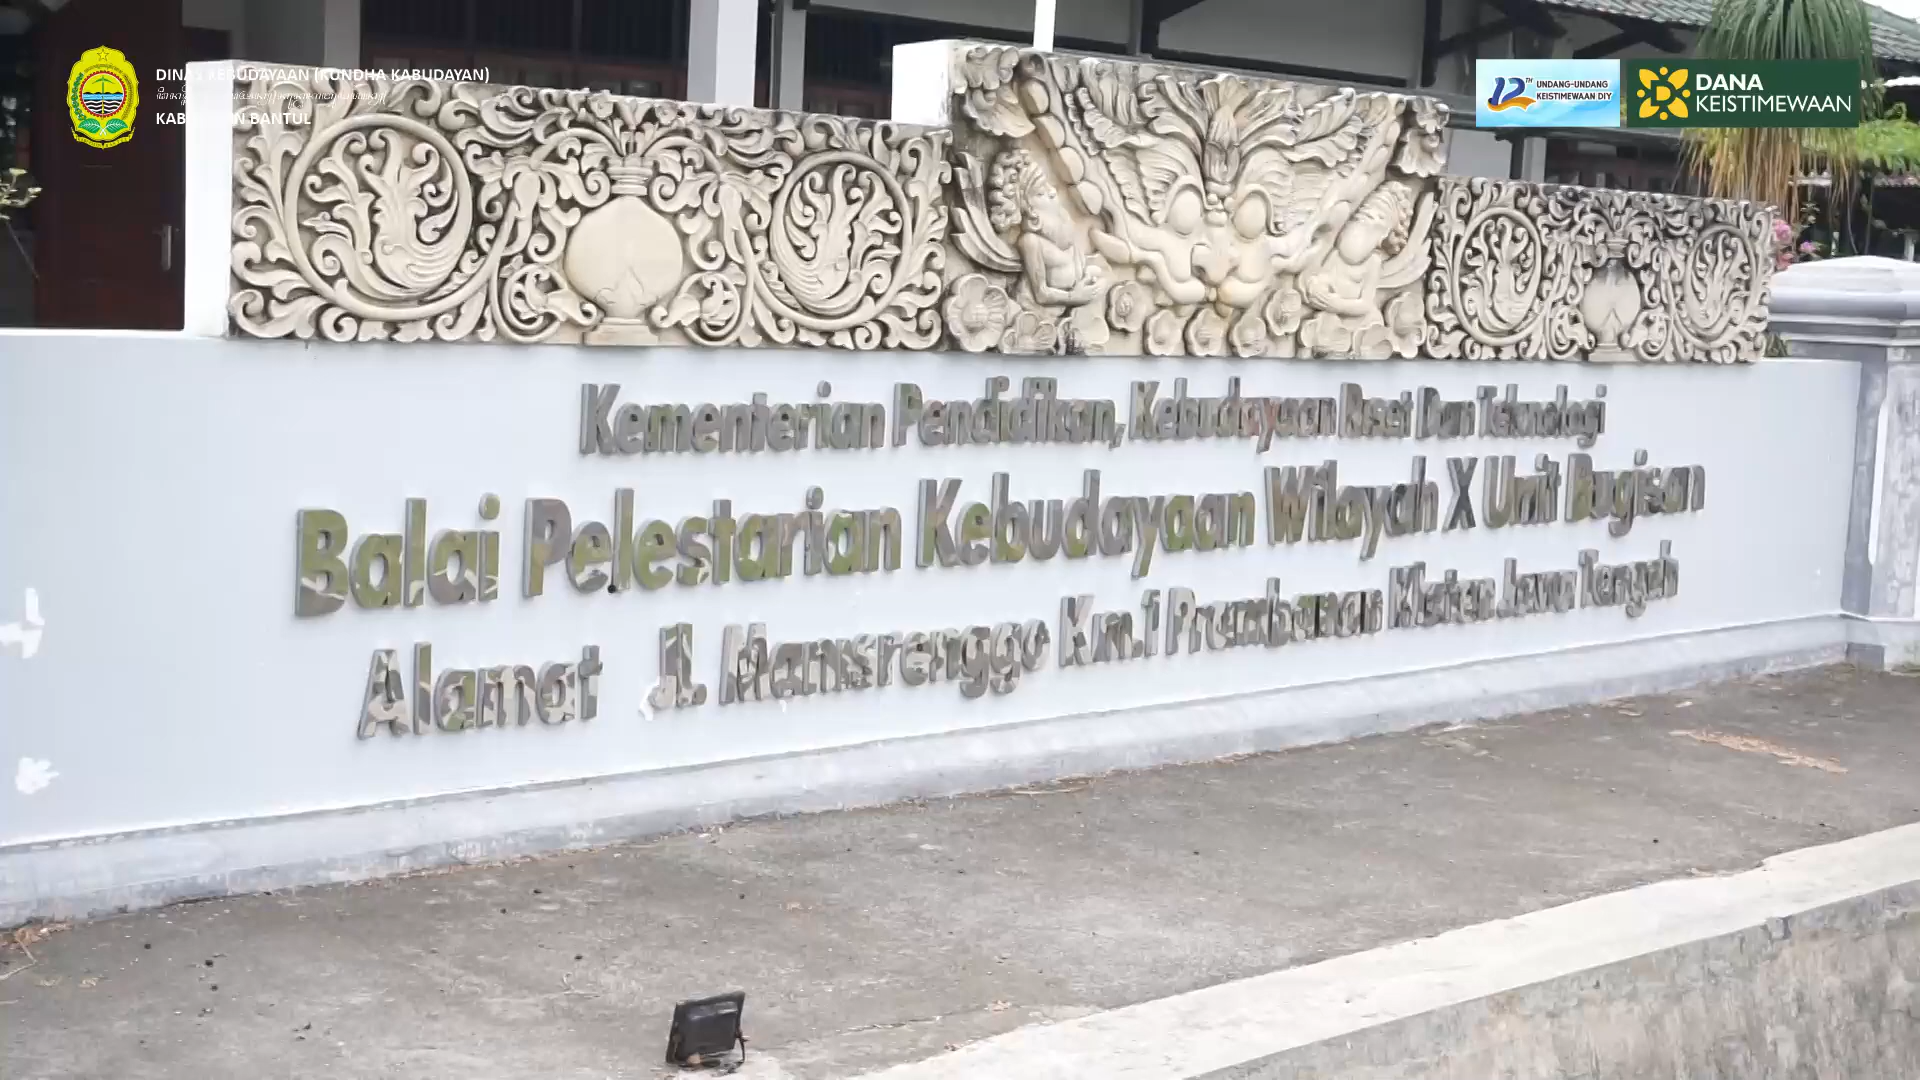 DINAS KEBUDAYAAN (KUNDHA KABUDAYAN)
KABUPATEN BANTUL
12TH UNDANG-UNDANG
KEISTIMEWAAN DIY
DANA
KEISTIMEWAAN
Kementerian Pendidikan, Kebudayaan Riset Dan Teknologi
Balai Pelestarian Kebudayaan Wilayah X Unit Bugisan
Alamat Jl. Manisrenggo Km.1 Prambanan Klaten Jawa Tengah